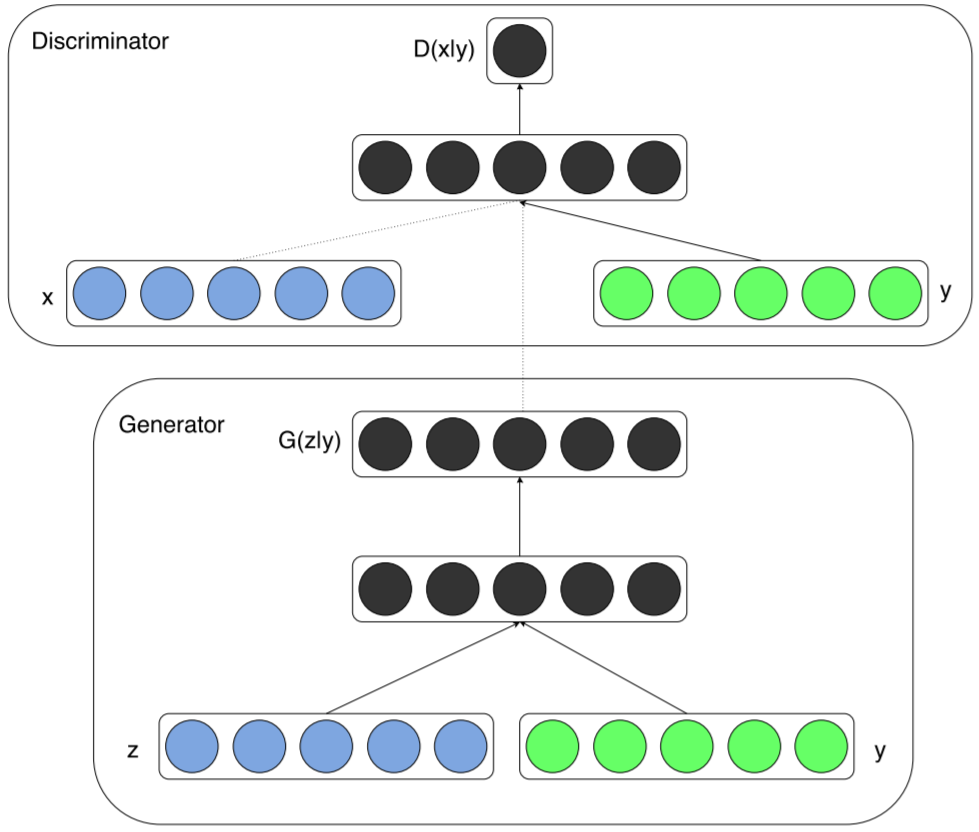 Discriminator
D(x|y)
x
y
Generator
G(z|y)
z
y